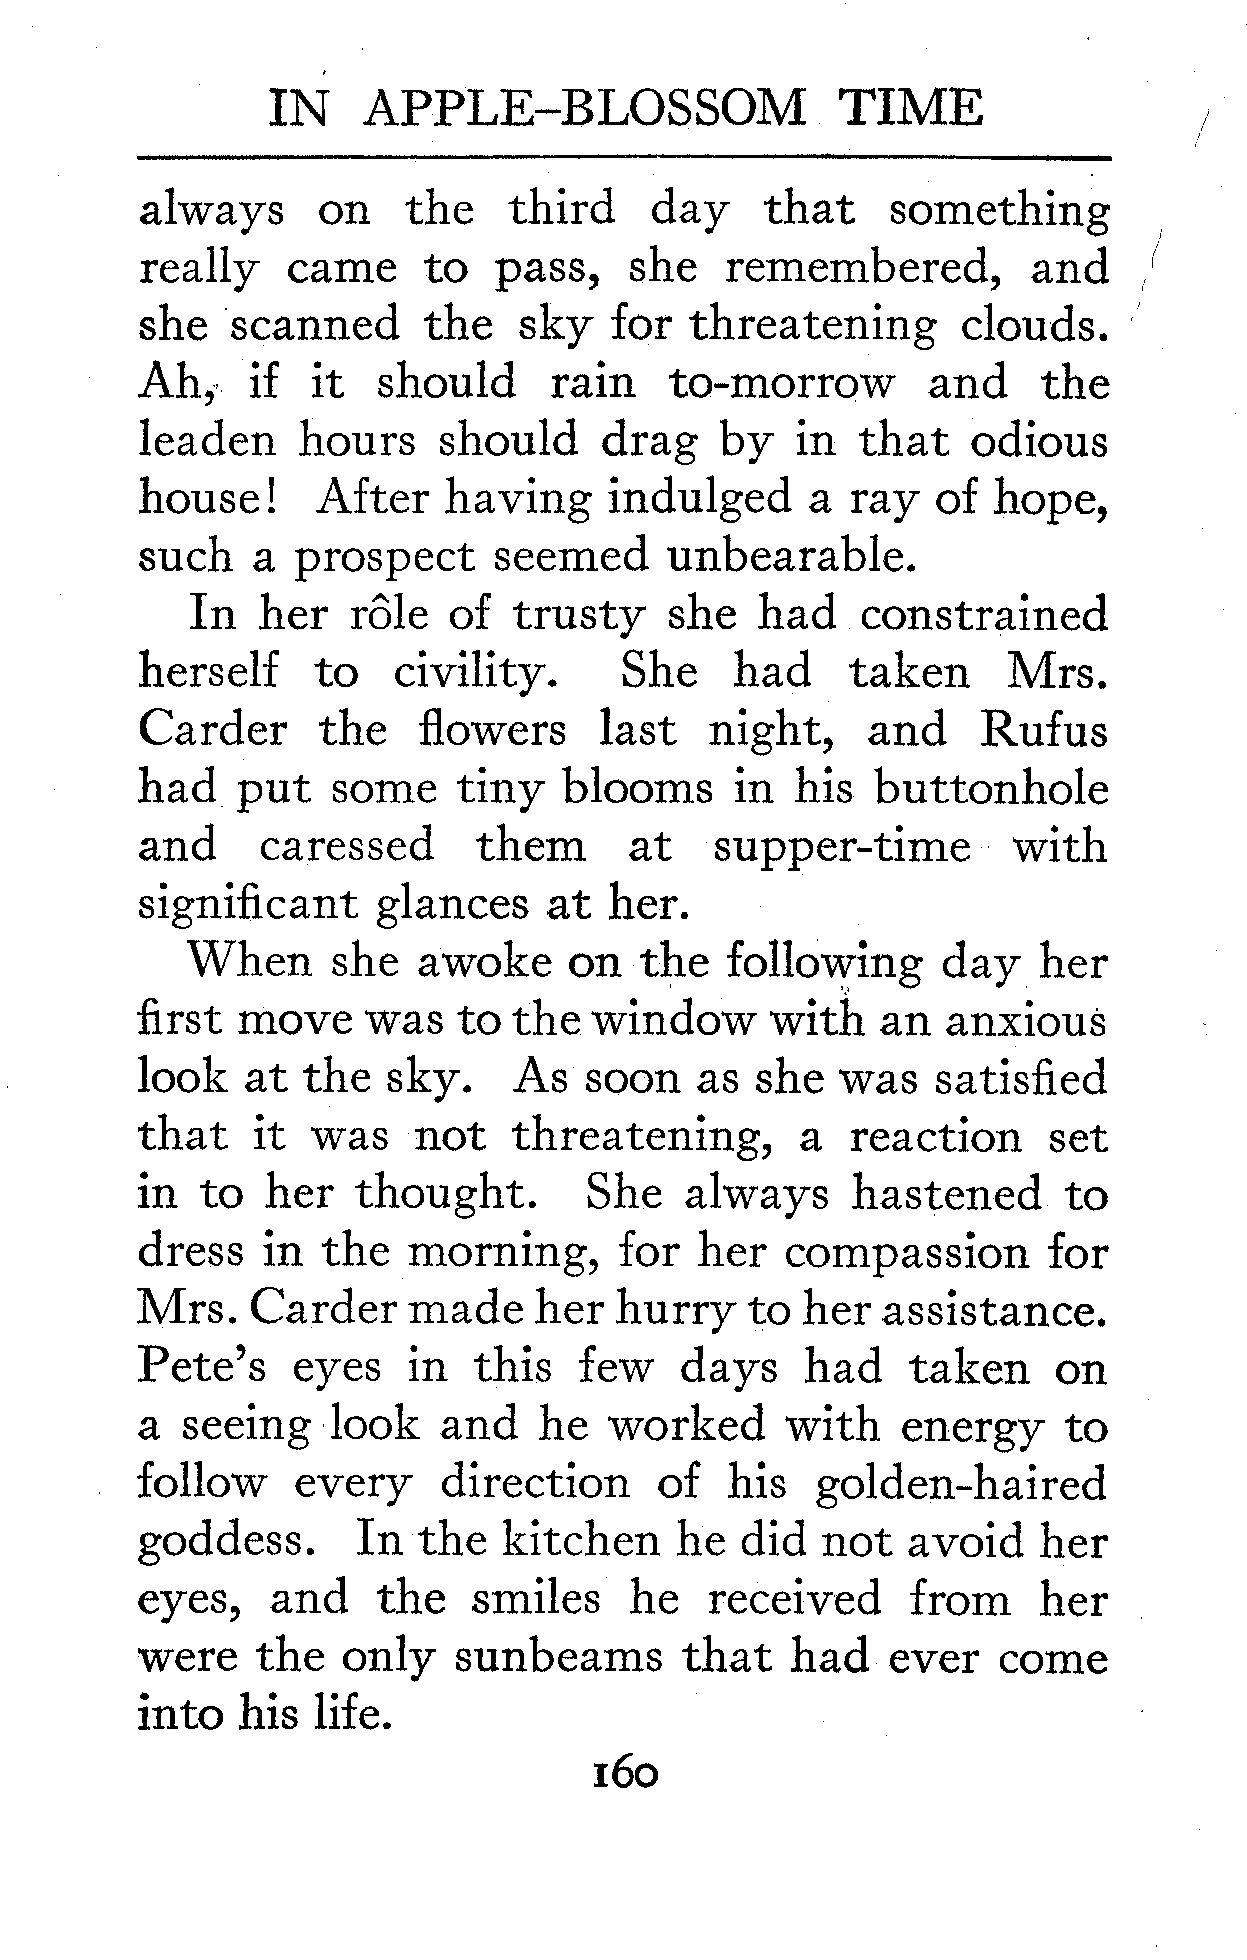 IN APPLE-BLOSSOM TIME
always on the third day that something
really came to pass, she remembered, and
she scanned the sky for threatening clouds.
Ah, if it should rain to-morrow and the
leaden hours should drag by in that odious
house! After having indulged a ray of hope,
such a prospect seemed unbearable.
In her rôle of trusty she had constrained
herself to civility. She had taken Mrs.
Carder the flowers last night, and Rufus
had put some tiny blooms in his buttonhole
and caressed them at supper-time with
significant glances at her.
When she awoke on the following day her
first move was to the window with an anxious
look at the sky. As soon as she was satisfied
that it was not threatening, a reaction set
in to her thought. She always hastened to
dress in the morning, for her compassion for
Mrs. Carder made her hurry to her assistance.
Pete's eyes in this few days had taken on
a seeing look and he worked with energy to
follow every direction of his golden-haired
goddess. In the kitchen he did not avoid her
eyes, and the smiles he received from her
were the only sunbeams that had ever come
into his life.
160